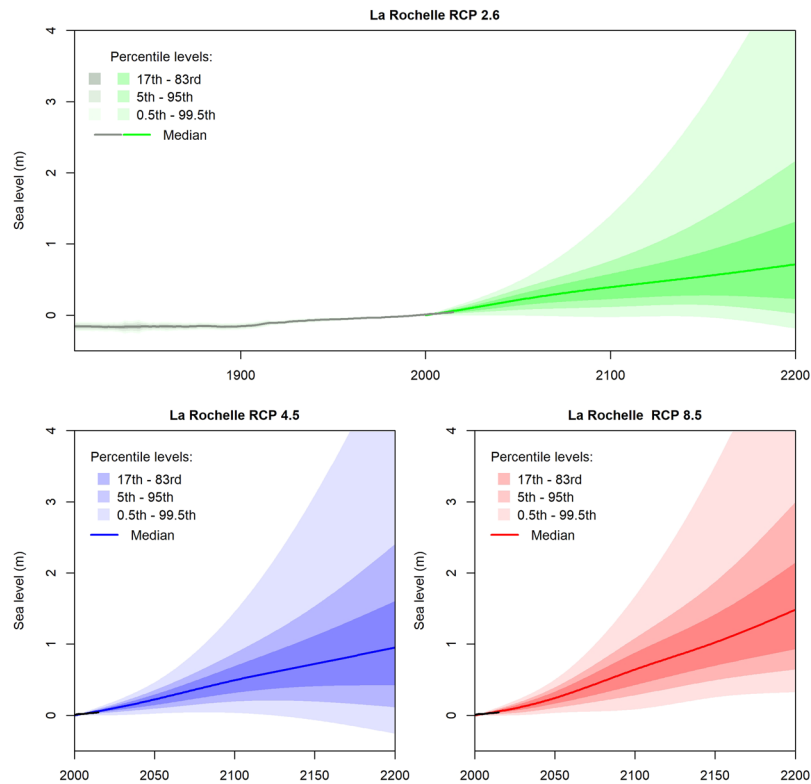 La Rochelle RCP 2.6
Percentile levels:
17th - 83rd
5th - 95th
0.5th - 99.5th
Median
Sea level (m)
4
3
2
1
0
1900
2000
2100
2200
La Rochelle RCP 4.5
Percentile levels:
17th - 83rd
5th - 95th
0.5th - 99.5th
Median
Sea level (m)
4
3
2
1
0
2000
2050
2100
2150
2200
La Rochelle  RCP 8.5
Percentile levels:
17th - 83rd
5th - 95th
0.5th - 99.5th
Median
Sea level (m)
4
3
2
1
0
2000
2050
2100
2150
2200